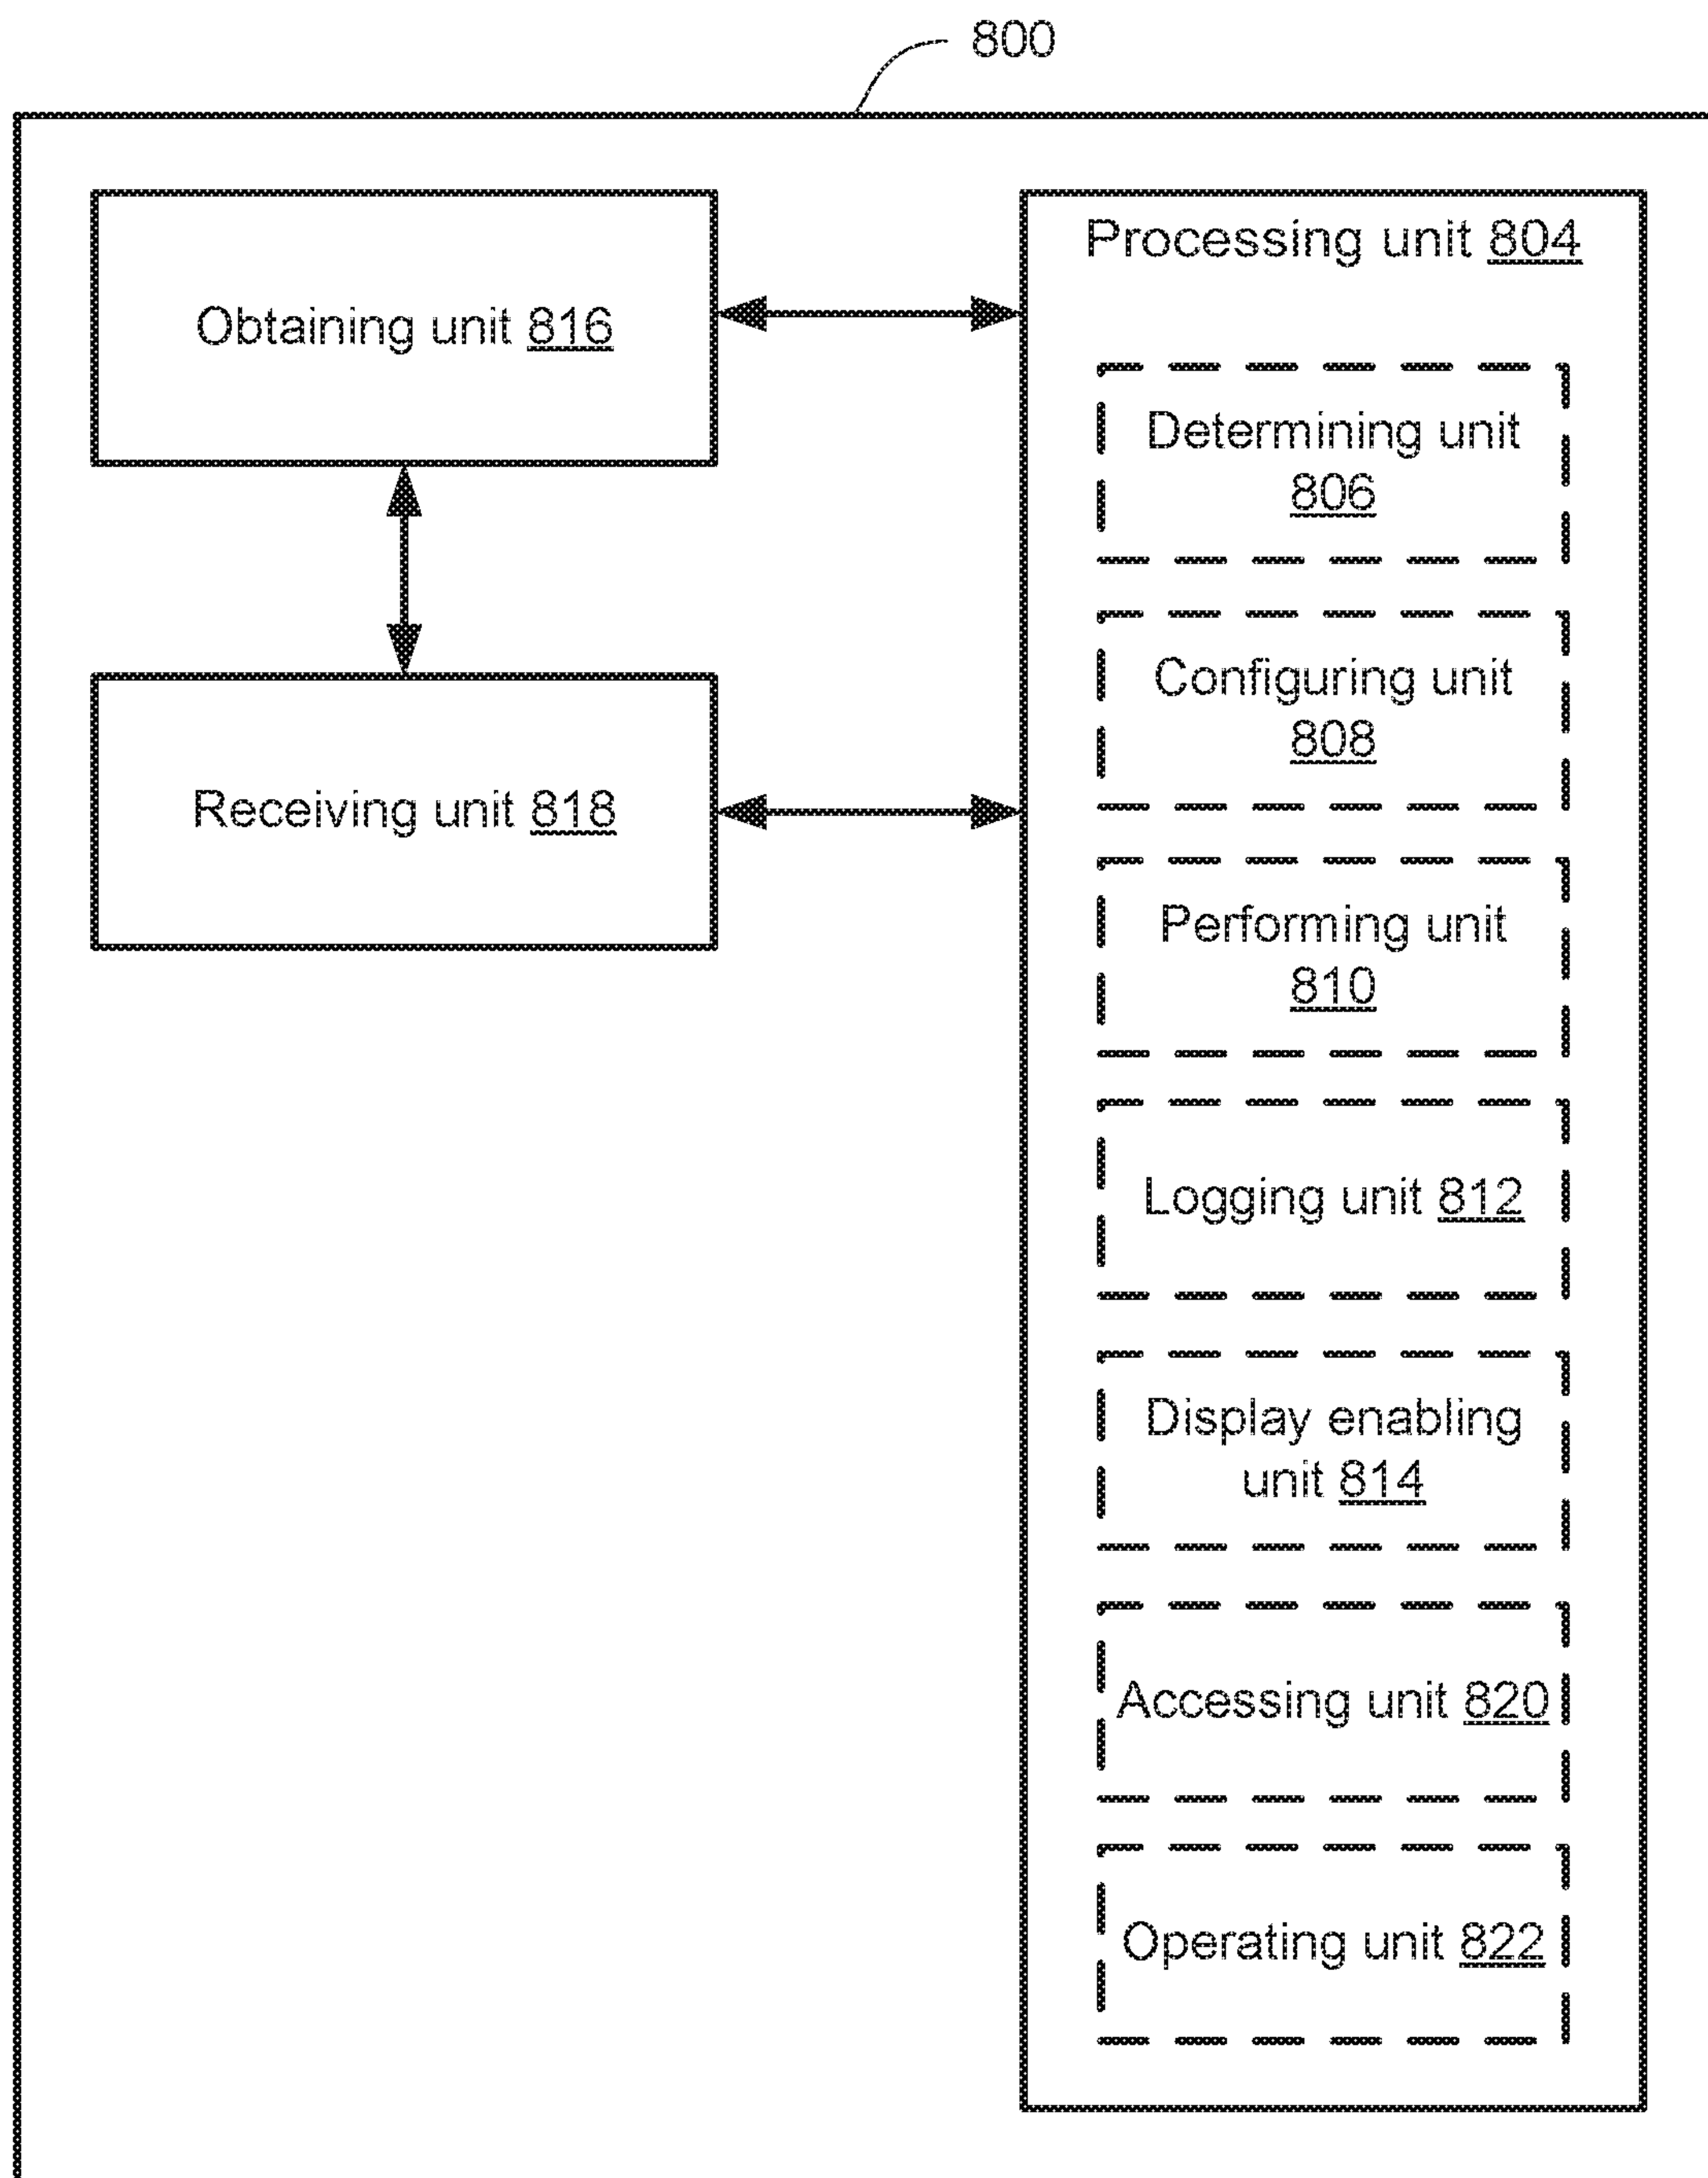 800
Obtaining unit 816
Receiving unit 818
Processing unit 804
Determining unit
806
Configuring unit
808
Performing unit
810
Logging unit 812
Display enabling
unit 814
Accessing unit 820
Operating unit 822